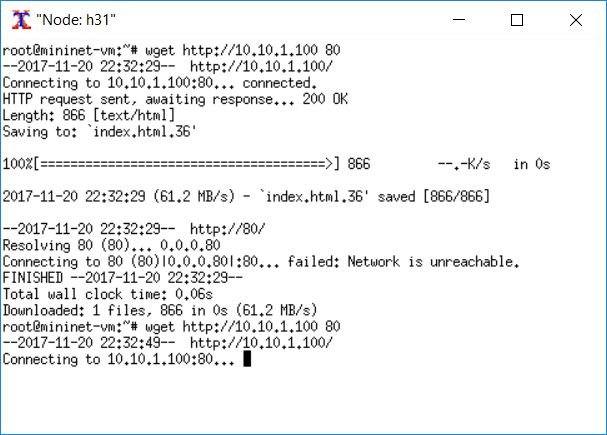 "Node: h31"
root@mininet-vm:~# wget http://10.10.1.100 80
--2017-11-20 22:32:29--  http://10.10.1.100/
Connecting to 10.10.1.100:80... connected.
HTTP request sent, awaiting response... 200 OK
Length: 866 [text/html]
Saving to: `index.html.36'
100%[======================================>] 866         --.-K/s   in 0s
2017-11-20 22:32:29 (61.2 MB/s) - `index.html.36' saved [866/866]
--2017-11-20 22:32:29--  http://80/
Resolving 80 (80)... 0.0.0.80
Connecting to 80 (80)|0.0.0.80|:80... failed: Network is unreachable.
FINISHED --2017-11-20 22:32:29--
Total wall clock time: 0.06s
Downloaded: 1 files, 866 in 0s (61.2 MB/s)
root@mininet-vm:~# wget http://10.10.1.100 80
--2017-11-20 22:32:49--  http://10.10.1.100/
Connecting to 10.10.1.100:80...